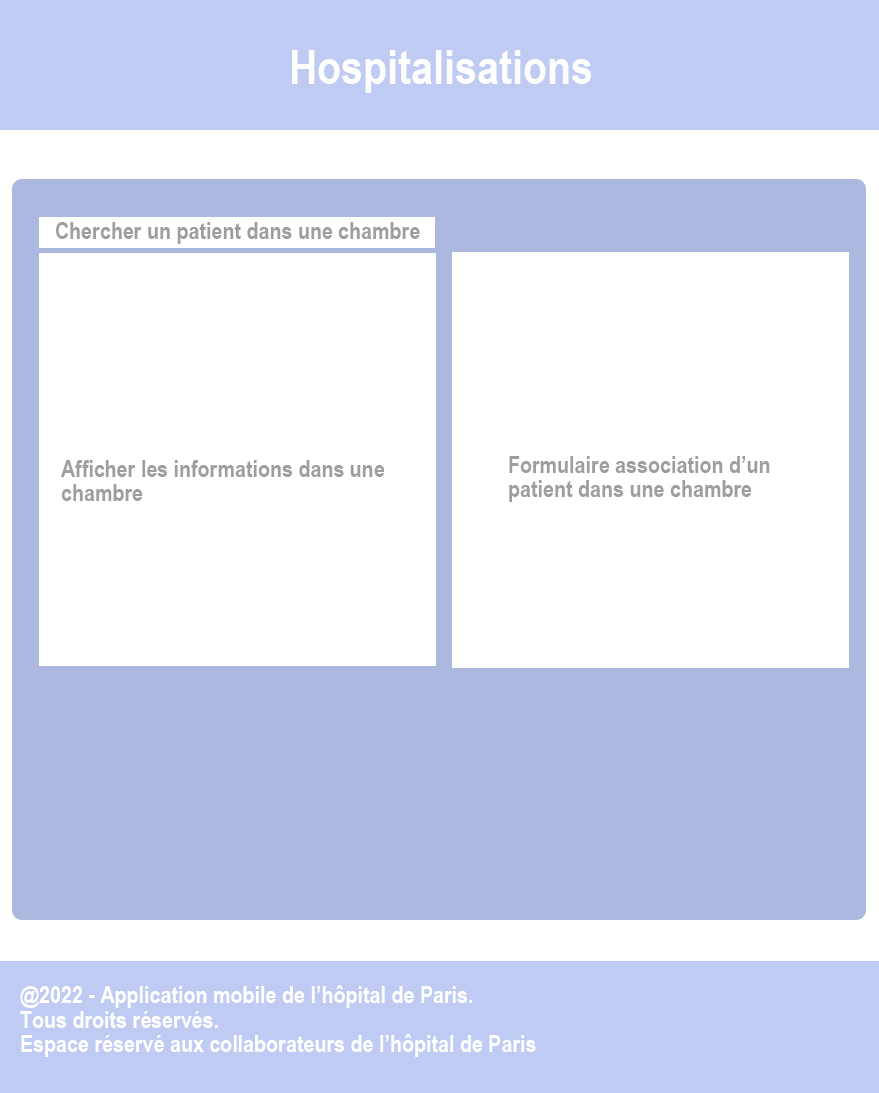 Hospitalisations
Chercher un patient dans une chambre
Afficher les informations dans une
chambre
Formulaire association d’un
patient dans une chambre
@2022 - Application mobile de l’hôpital de Paris.
Tous droits réservés.
Espace réservé aux collaborateurs de l’hôpital de Paris